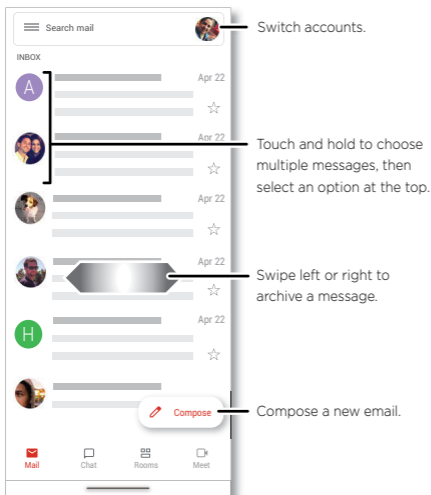 Search mail
Switch accounts.
INBOX
A
Apr 22
Apr 22
Touch and hold to choose
multiple messages, then
select an option at the top.
Apr 22
Apr 22
Swipe left or right to
archive a message.
Apr 22
H
Compose
Compose a new email.
Mail
Chat
Rooms
Meet